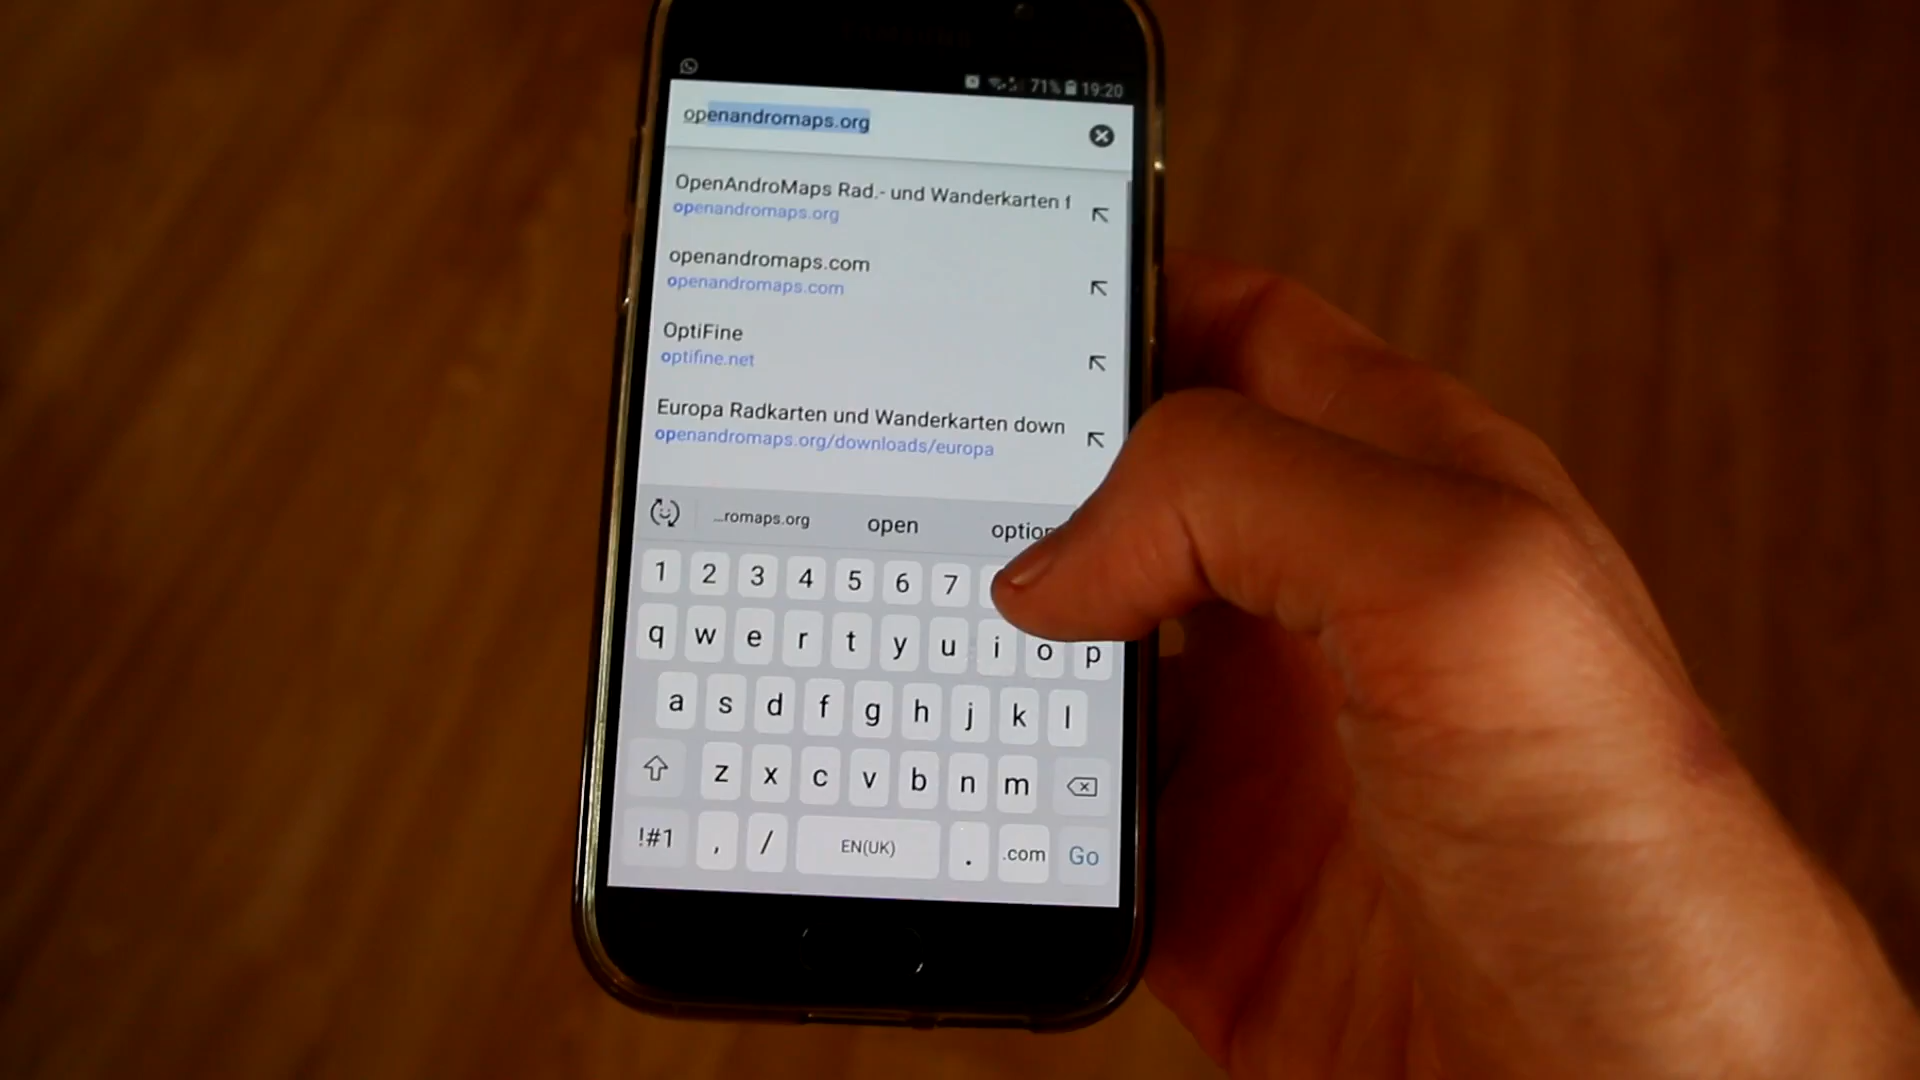 71% 19:20
openandromaps.org
OpenAndroMaps Rad.- und Wanderkarten f
openandromaps.org
openandromaps.com
openandromaps.com
OptiFine
optifine.net
Europa Radkarten und Wanderkarten down
openandromaps.org/downloads/europa
...romaps.org open option
1 2 3 4 5 6 7
q w e r t y u i o p
a s d f g h j k l
z x c v b n m
!#1 , / EN(UK) . .com Go